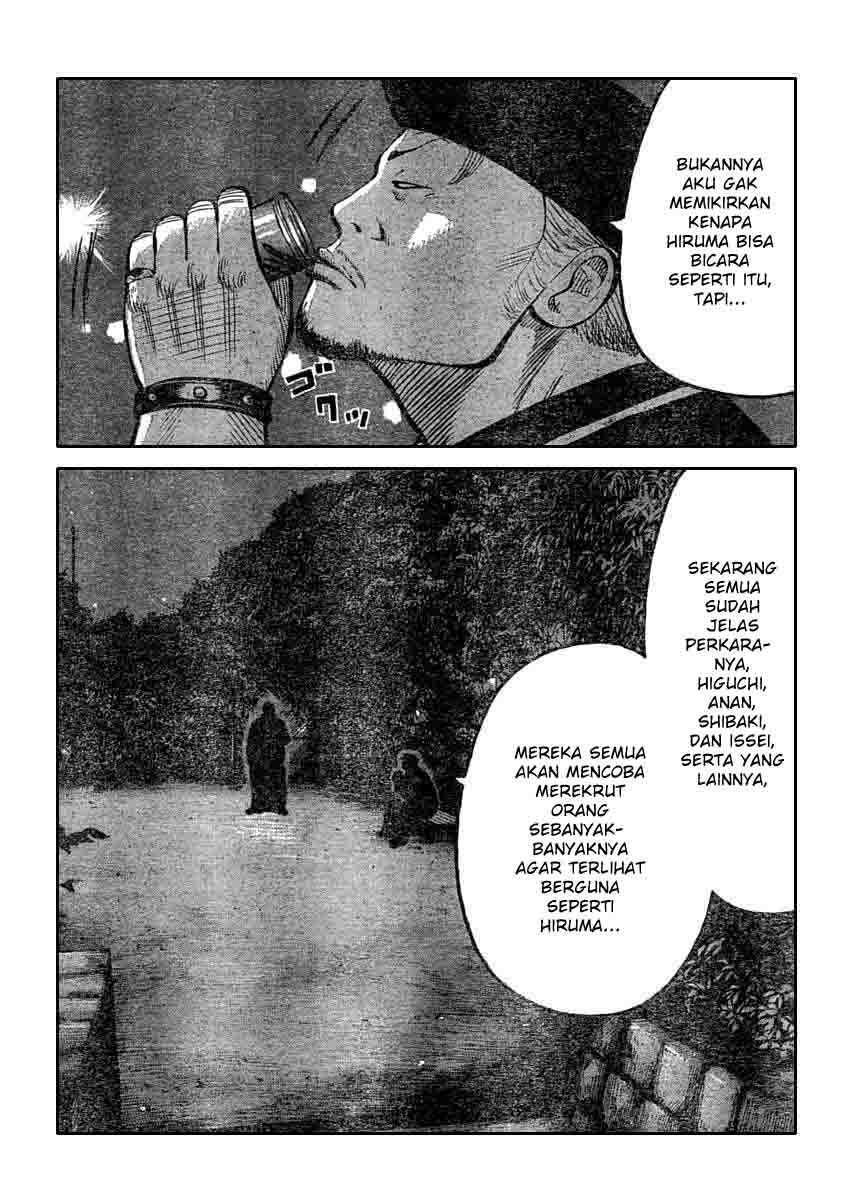 BUKANNYA
AKU GAK
MEMIKIRKAN
KENAPA
HIRUMA BISA
BICARA
SEPERTI ITU,
TAPI...
ゴクッ
SEKARANG
SEMUA
SUDAH
JELAS
PERKARA-
NYA,
HIGUCHI,
ANAN,
SHIBAKI,
DAN ISSEI,
SERTA YANG
LAINNYA,
MEREKA SEMUA
AKAN MENCOBA
MEREKRUT
ORANG
SEBANYAK-
BANYAKNYA
AGAR TERLIHAT
BERGUNA
SEPERTI
HIRUMA...